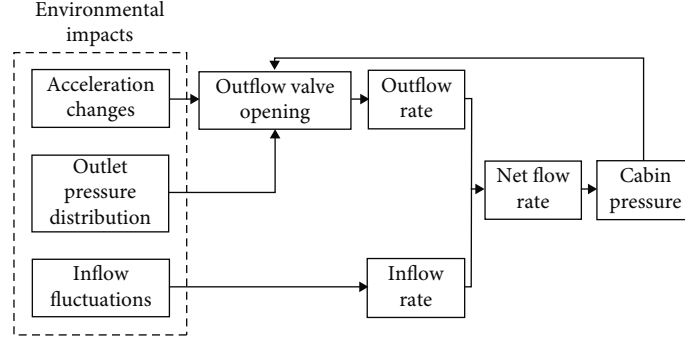 Environmental
impacts
Acceleration
changes
Outflow valve
opening
Outflow
rate
Outlet
pressure
distribution
Net flow
rate
Cabin
pressure
Inflow
fluctuations
Inflow
rate